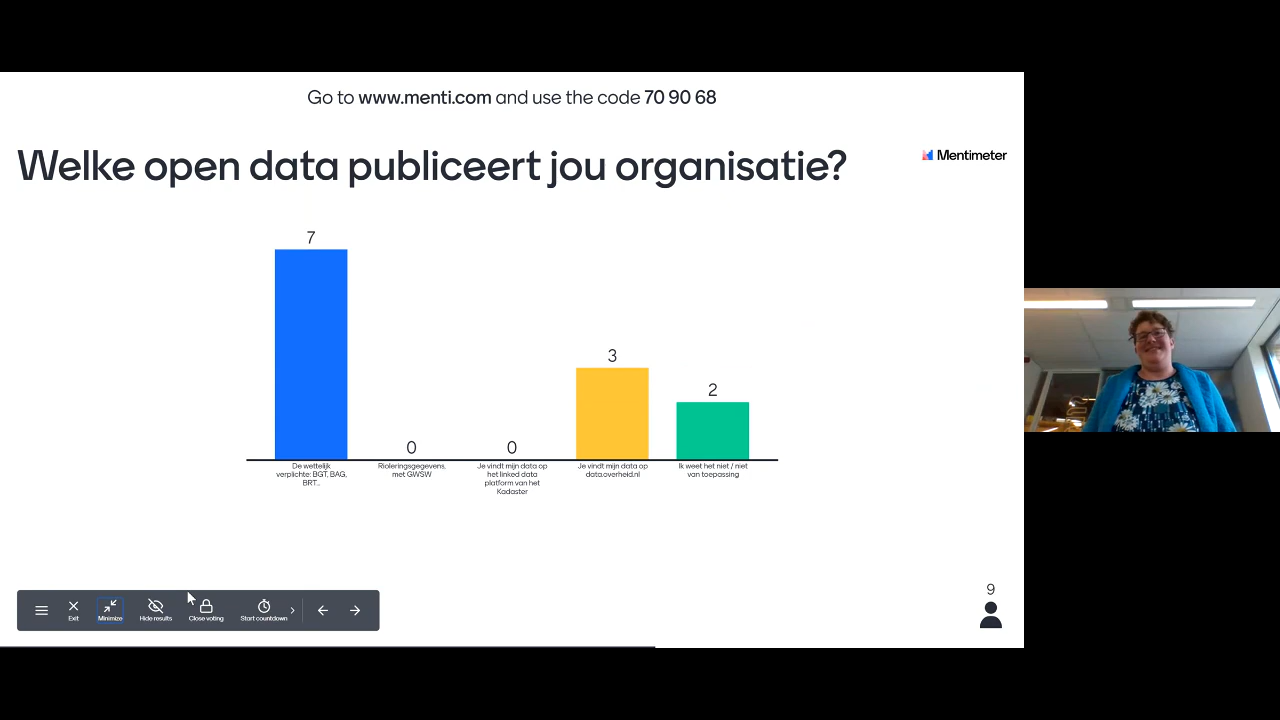 Go to www.menti.com and use the code 70 90 68
Welke open data publiceert jou organisatie?
Mentimeter
7
0
0
3
2
De wettelijk
verplichte: BGT, BAG,
BRT..
Rioleringsgegevens,
met GWSW
Je vindt mijn data op
het linked data
platform van het
Kadaster
Je vindt mijn data op
data.overheid.nl
Ik weet het niet / niet
van toepassing
9
Exit
Minimize
Hide results
Close voting
Start countdown